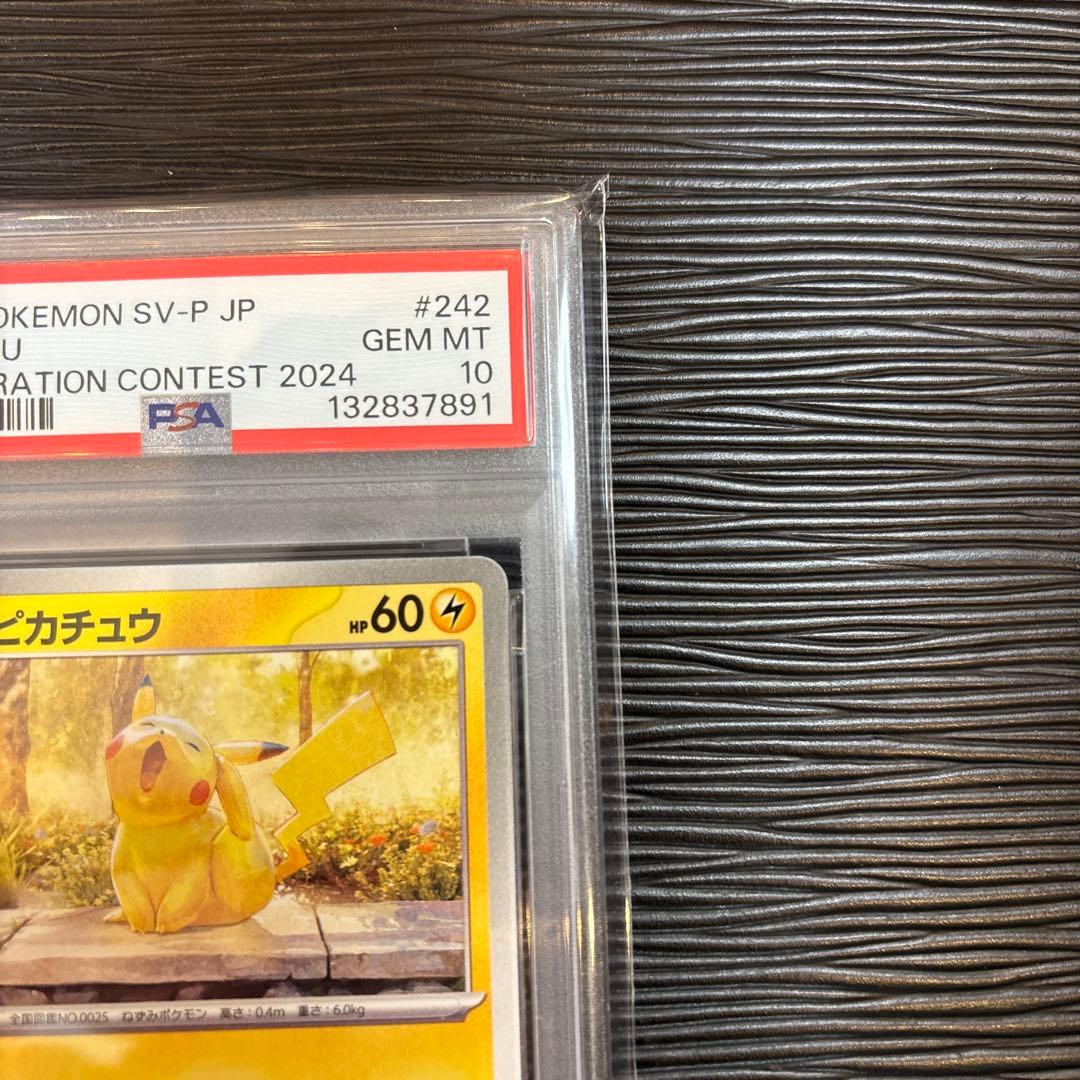 OKEMON SV-P JP #242
U GEM MT
RATION CONTEST 2024 10
PSA 132837891
ピカチュウ HP60
全国図鑑NO.0025 ねずみポケモン 高さ:0.4m 重さ:6.0kg